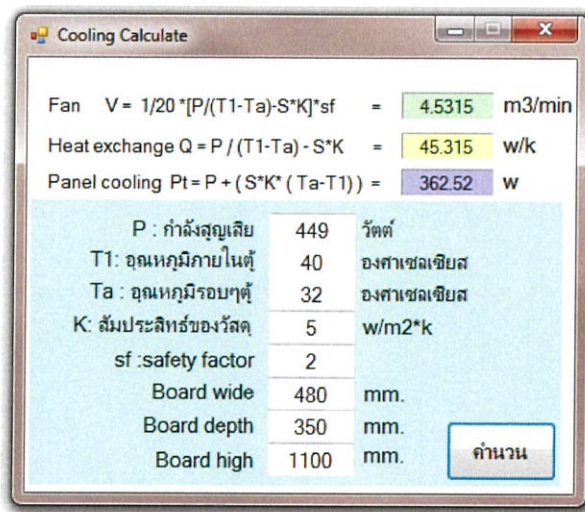 Cooling Calculate
Fan V = 1/20 *[P/(T1-Ta)-S*K]*sf = 4.5315 m3/min
Heat exchange Q = P / (T1-Ta) - S*K = 45.315 w/k
Panel cooling Pt = P + ( S*K* ( Ta-T1) ) = 362.52 w
P : กำลังสูญเสีย 449 วัตต์
T1: อุณหภูมิภายในตู้ 40 องศาเซลเซียส
Ta : อุณหภูมิรอบๆตู้ 32 องศาเซลเซียส
K: สัมประสิทธ์ของวัสดุ 5 w/m2*k
sf :safety factor 2
Board wide 480 mm.
Board depth 350 mm.
Board high 1100 mm.
คำนวน